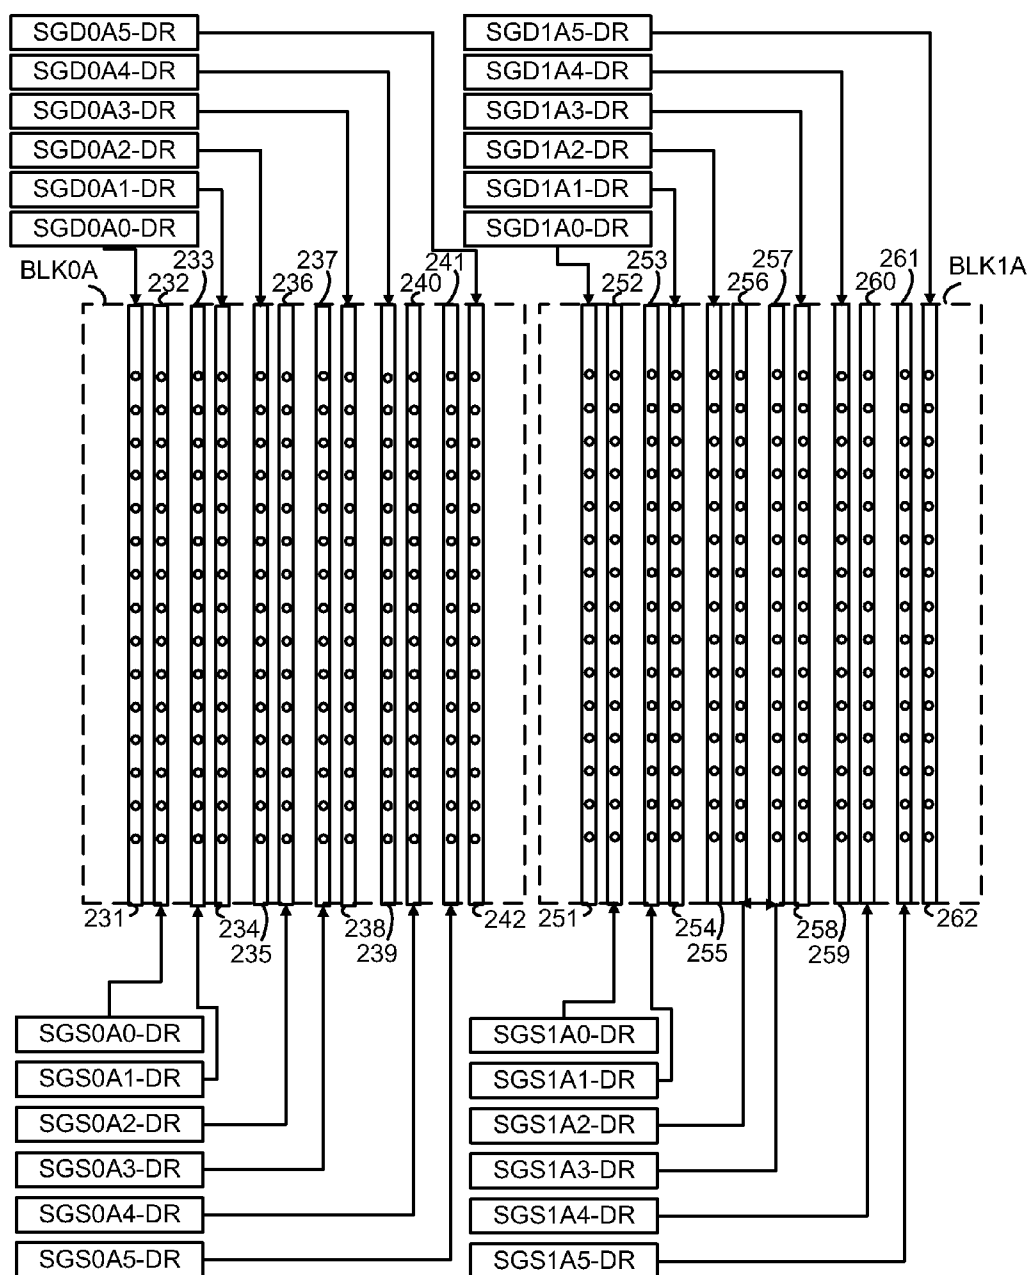 SGD0A5-DR
SGD0A4-DR
SGD0A3-DR
SGD0A2-DR
SGD0A1-DR
SGD0A0-DR
SGD1A5-DR
SGD1A4-DR
SGD1A3-DR
SGD1A2-DR
SGD1A1-DR
SGD1A0-DR
BLK0A
232
233
236
237
240
241
252
253
256
257
260
261
BLK1A
231
234
235
238
239
242
251
254
255
258
259
262
SGS0A0-DR
SGS0A1-DR
SGS0A2-DR
SGS0A3-DR
SGS0A4-DR
SGS0A5-DR
SGS1A0-DR
SGS1A1-DR
SGS1A2-DR
SGS1A3-DR
SGS1A4-DR
SGS1A5-DR